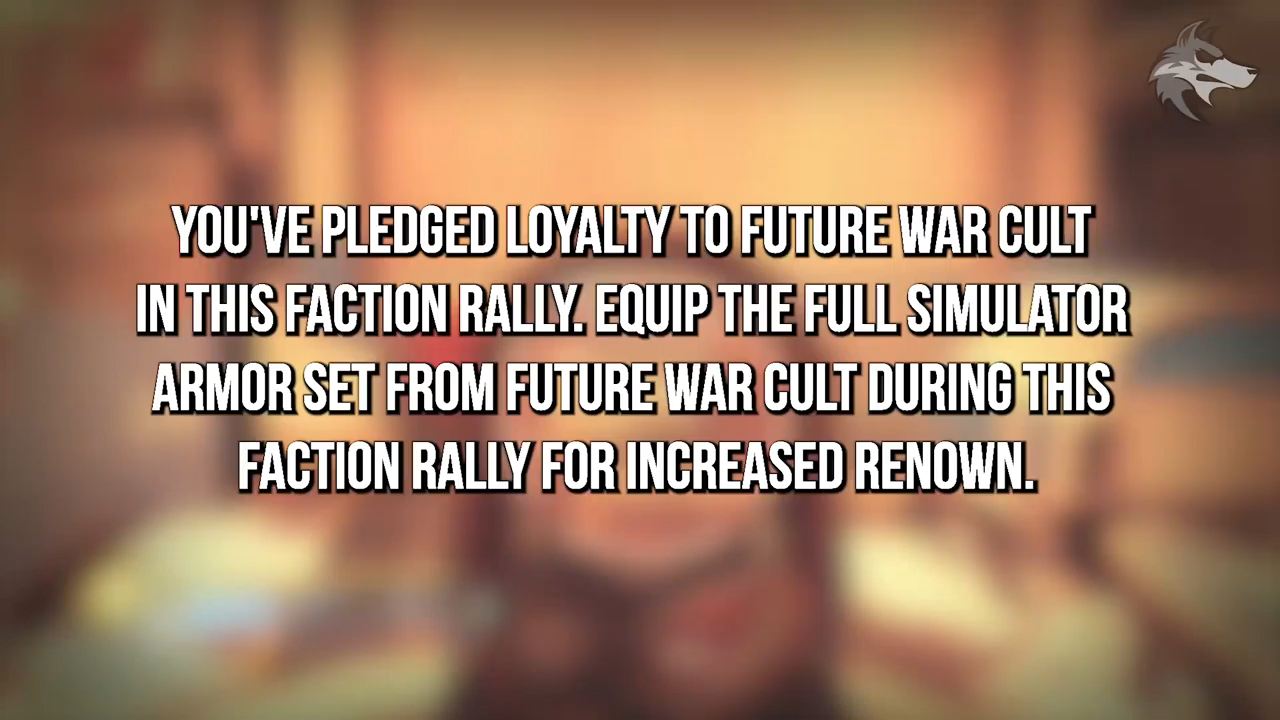 YOU'VE PLEDGED LOYALTY TO FUTURE WAR CULT
IN THIS FACTION RALLY. EQUIP THE FULL SIMULATOR
ARMOR SET FROM FUTURE WAR CULT DURING THIS
FACTION RALLY FOR INCREASED RENOWN.